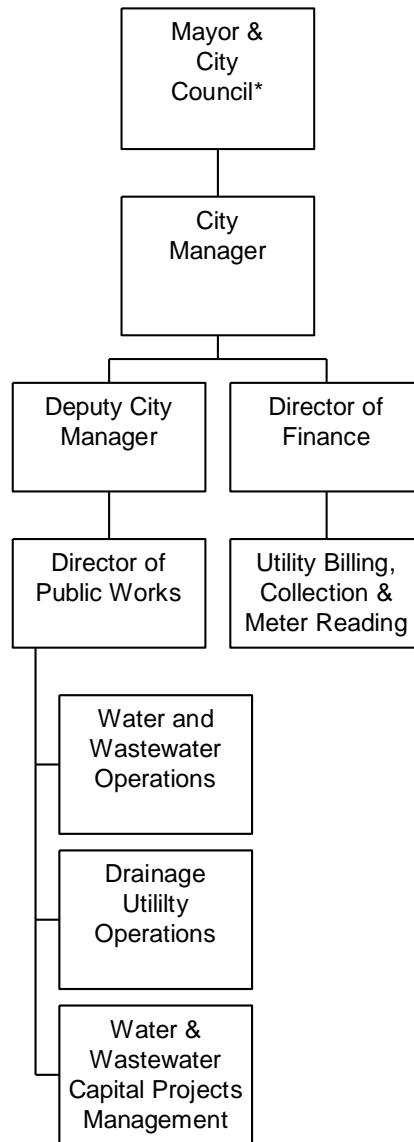 Mayor &
City
Council*
City
Manager
Deputy City
Manager
Director of
Finance
Director of
Public Works
Utility Billing,
Collection &
Meter Reading
Water and
Wastewater
Operations
Drainage
Utililty
Operations
Water &
Wastewater
Capital Projects
Management